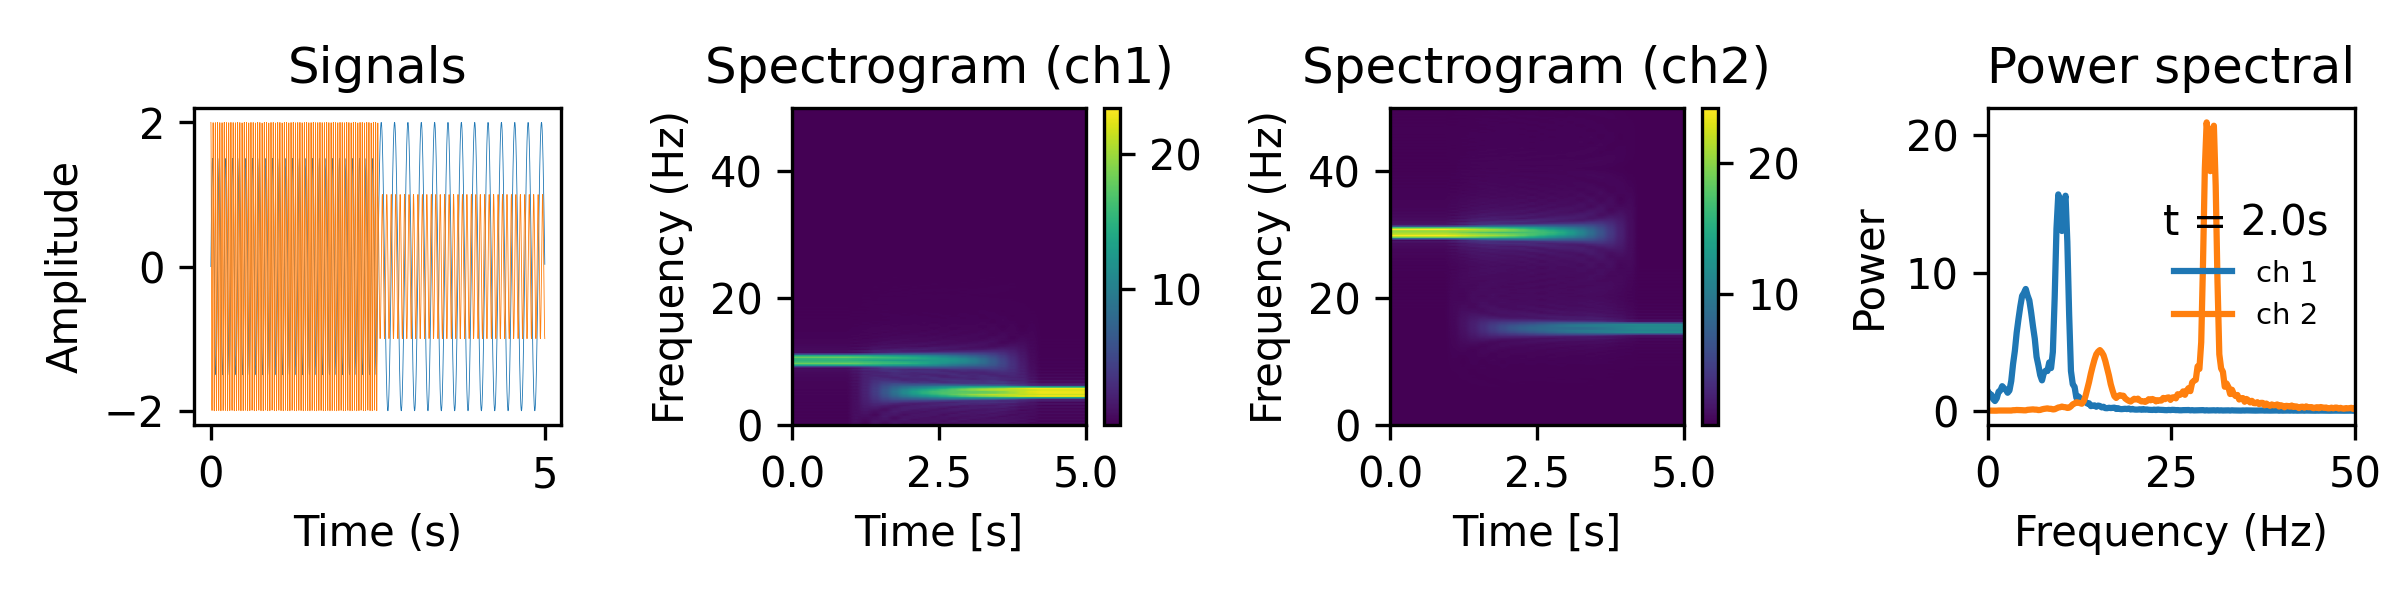 Signals
2
0
−2
Amplitude
0 5
Time (s)
Spectrogram (ch1)
40
20
0
Frequency (Hz)
0.0 2.5 5.0
Time [s]
20
10
Spectrogram (ch2)
40
20
0
Frequency (Hz)
0.0 2.5 5.0
Time [s]
20
10
Power spectral
20
10
0
Power
t = 2.0s
ch 1
ch 2
0 25 50
Frequency (Hz)